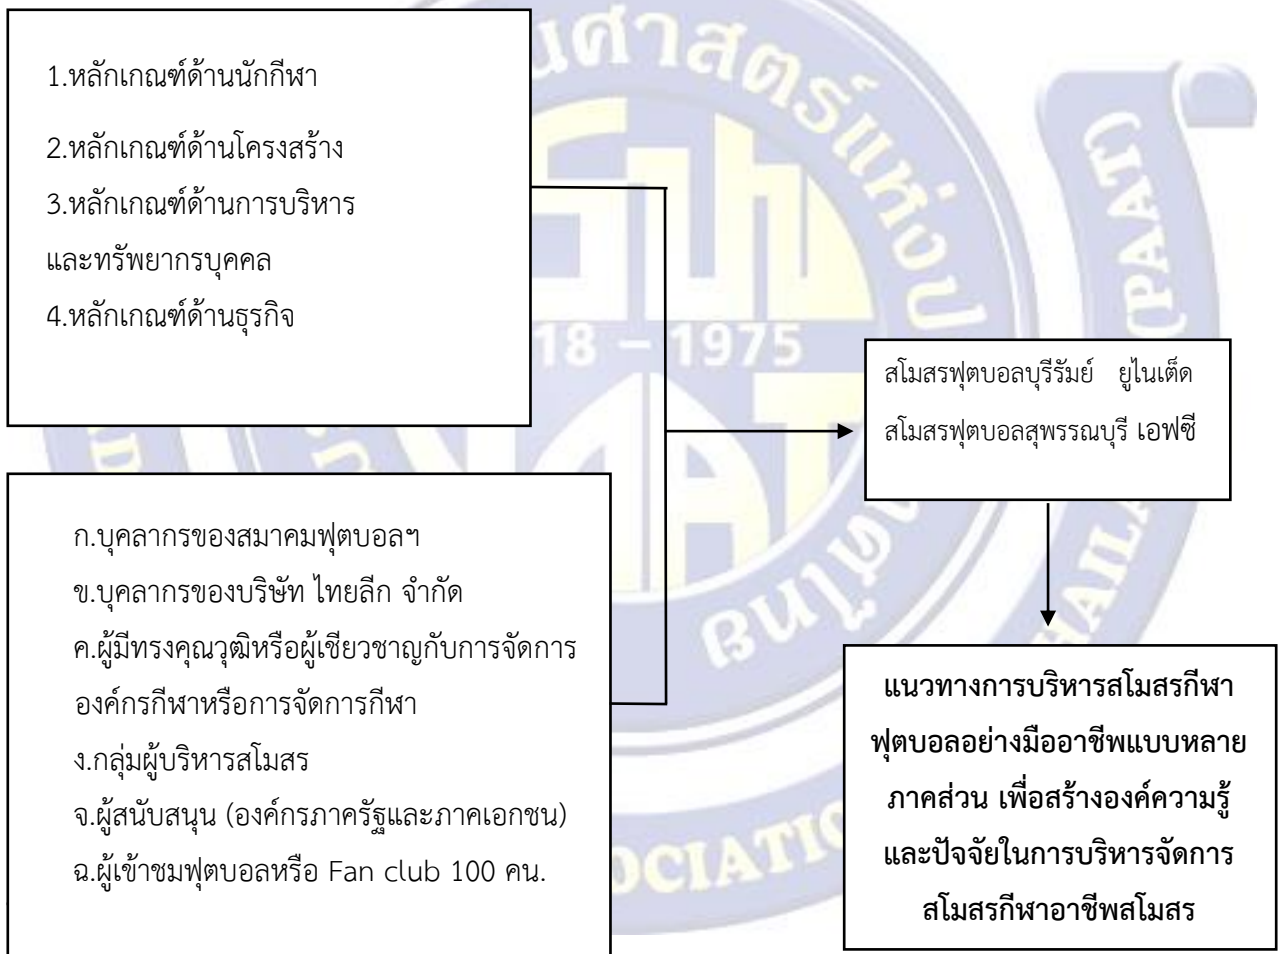 1.หลักเกณฑ์ด้านนักกีฬา
2.หลักเกณฑ์ด้านโครงสร้าง
3.หลักเกณฑ์ด้านการบริหาร
และทรัพยากรบุคคล
4.หลักเกณฑ์ด้านธุรกิจ
ก.บุคลากรของสมาคมฟุตบอลฯ
ข.บุคลากรของบริษัท ไทยลีก จำกัด
ค.ผู้มีทรงคุณวุฒิหรือผู้เชียวชาญกับการจัดการ
องค์กรกีฬาหรือการจัดการกีฬา
ง.กลุ่มผู้บริหารสโมสร
จ.ผู้สนับสนุน (องค์กรภาครัฐและภาคเอกชน)
ฉ.ผู้เข้าชมฟุตบอลหรือ Fan club 100 คน.
สโมสรฟุตบอลบุรีรัมย์ ยูไนเต็ด
สโมสรฟุตบอลสุพรรณบุรี เอฟซี
แนวทางการบริหารสโมสรกีฬา
ฟุตบอลอย่างมืออาชีพแบบหลาย
ภาคส่วน เพื่อสร้างองค์ความรู้
และปัจจัยในการบริหารจัดการ
สโมสรกีฬาอาชีพสโมสร
18 – 1975
(PAAT)